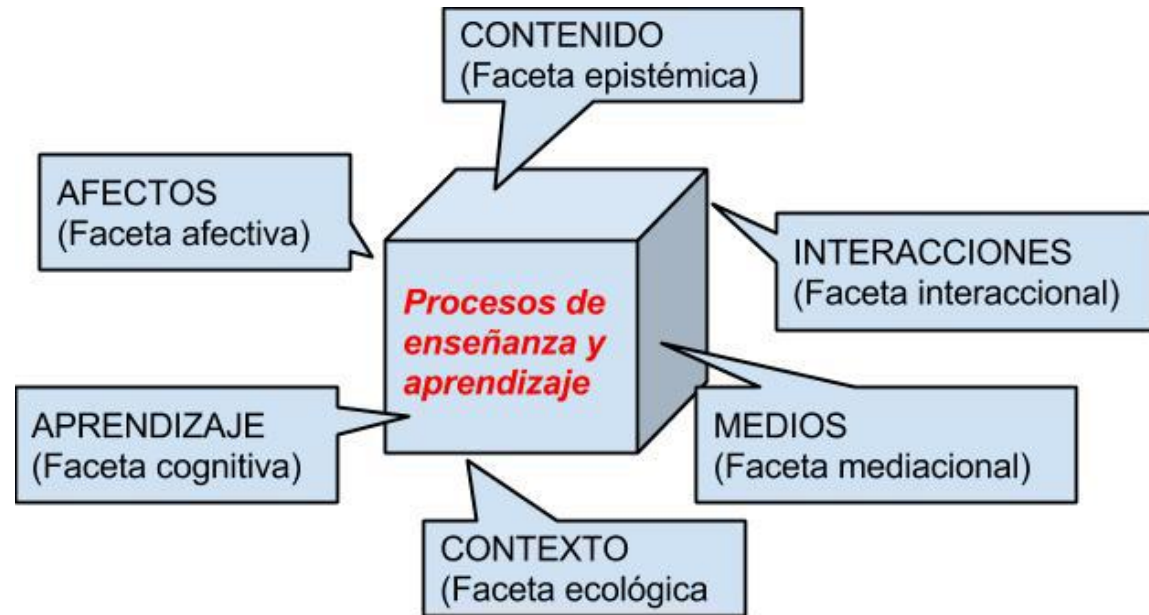 CONTENIDO
(Faceta epistémica)
AFECTOS
(Faceta afectiva)
INTERACCIONES
(Faceta interaccional)
Procesos de
enseñanza y
aprendizaje
APRENDIZAJE
(Faceta cognitiva)
MEDIOS
(Faceta mediacional)
CONTEXTO
(Faceta ecológica